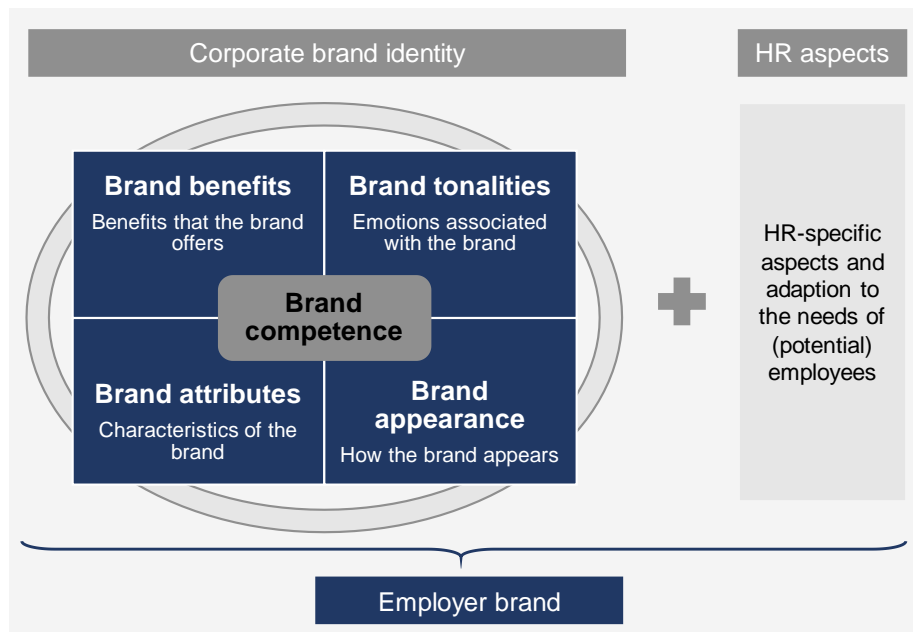 Corporate brand identity
HR aspects
Brand benefits
Benefits that the brand
offers
Brand tonalities
Emotions associated
with the brand
Brand
competence
Brand attributes
Characteristics of the
brand
Brand
appearance
How the brand appears
HR-specific
aspects and
adaption to
the needs of
(potential)
employees
Employer brand